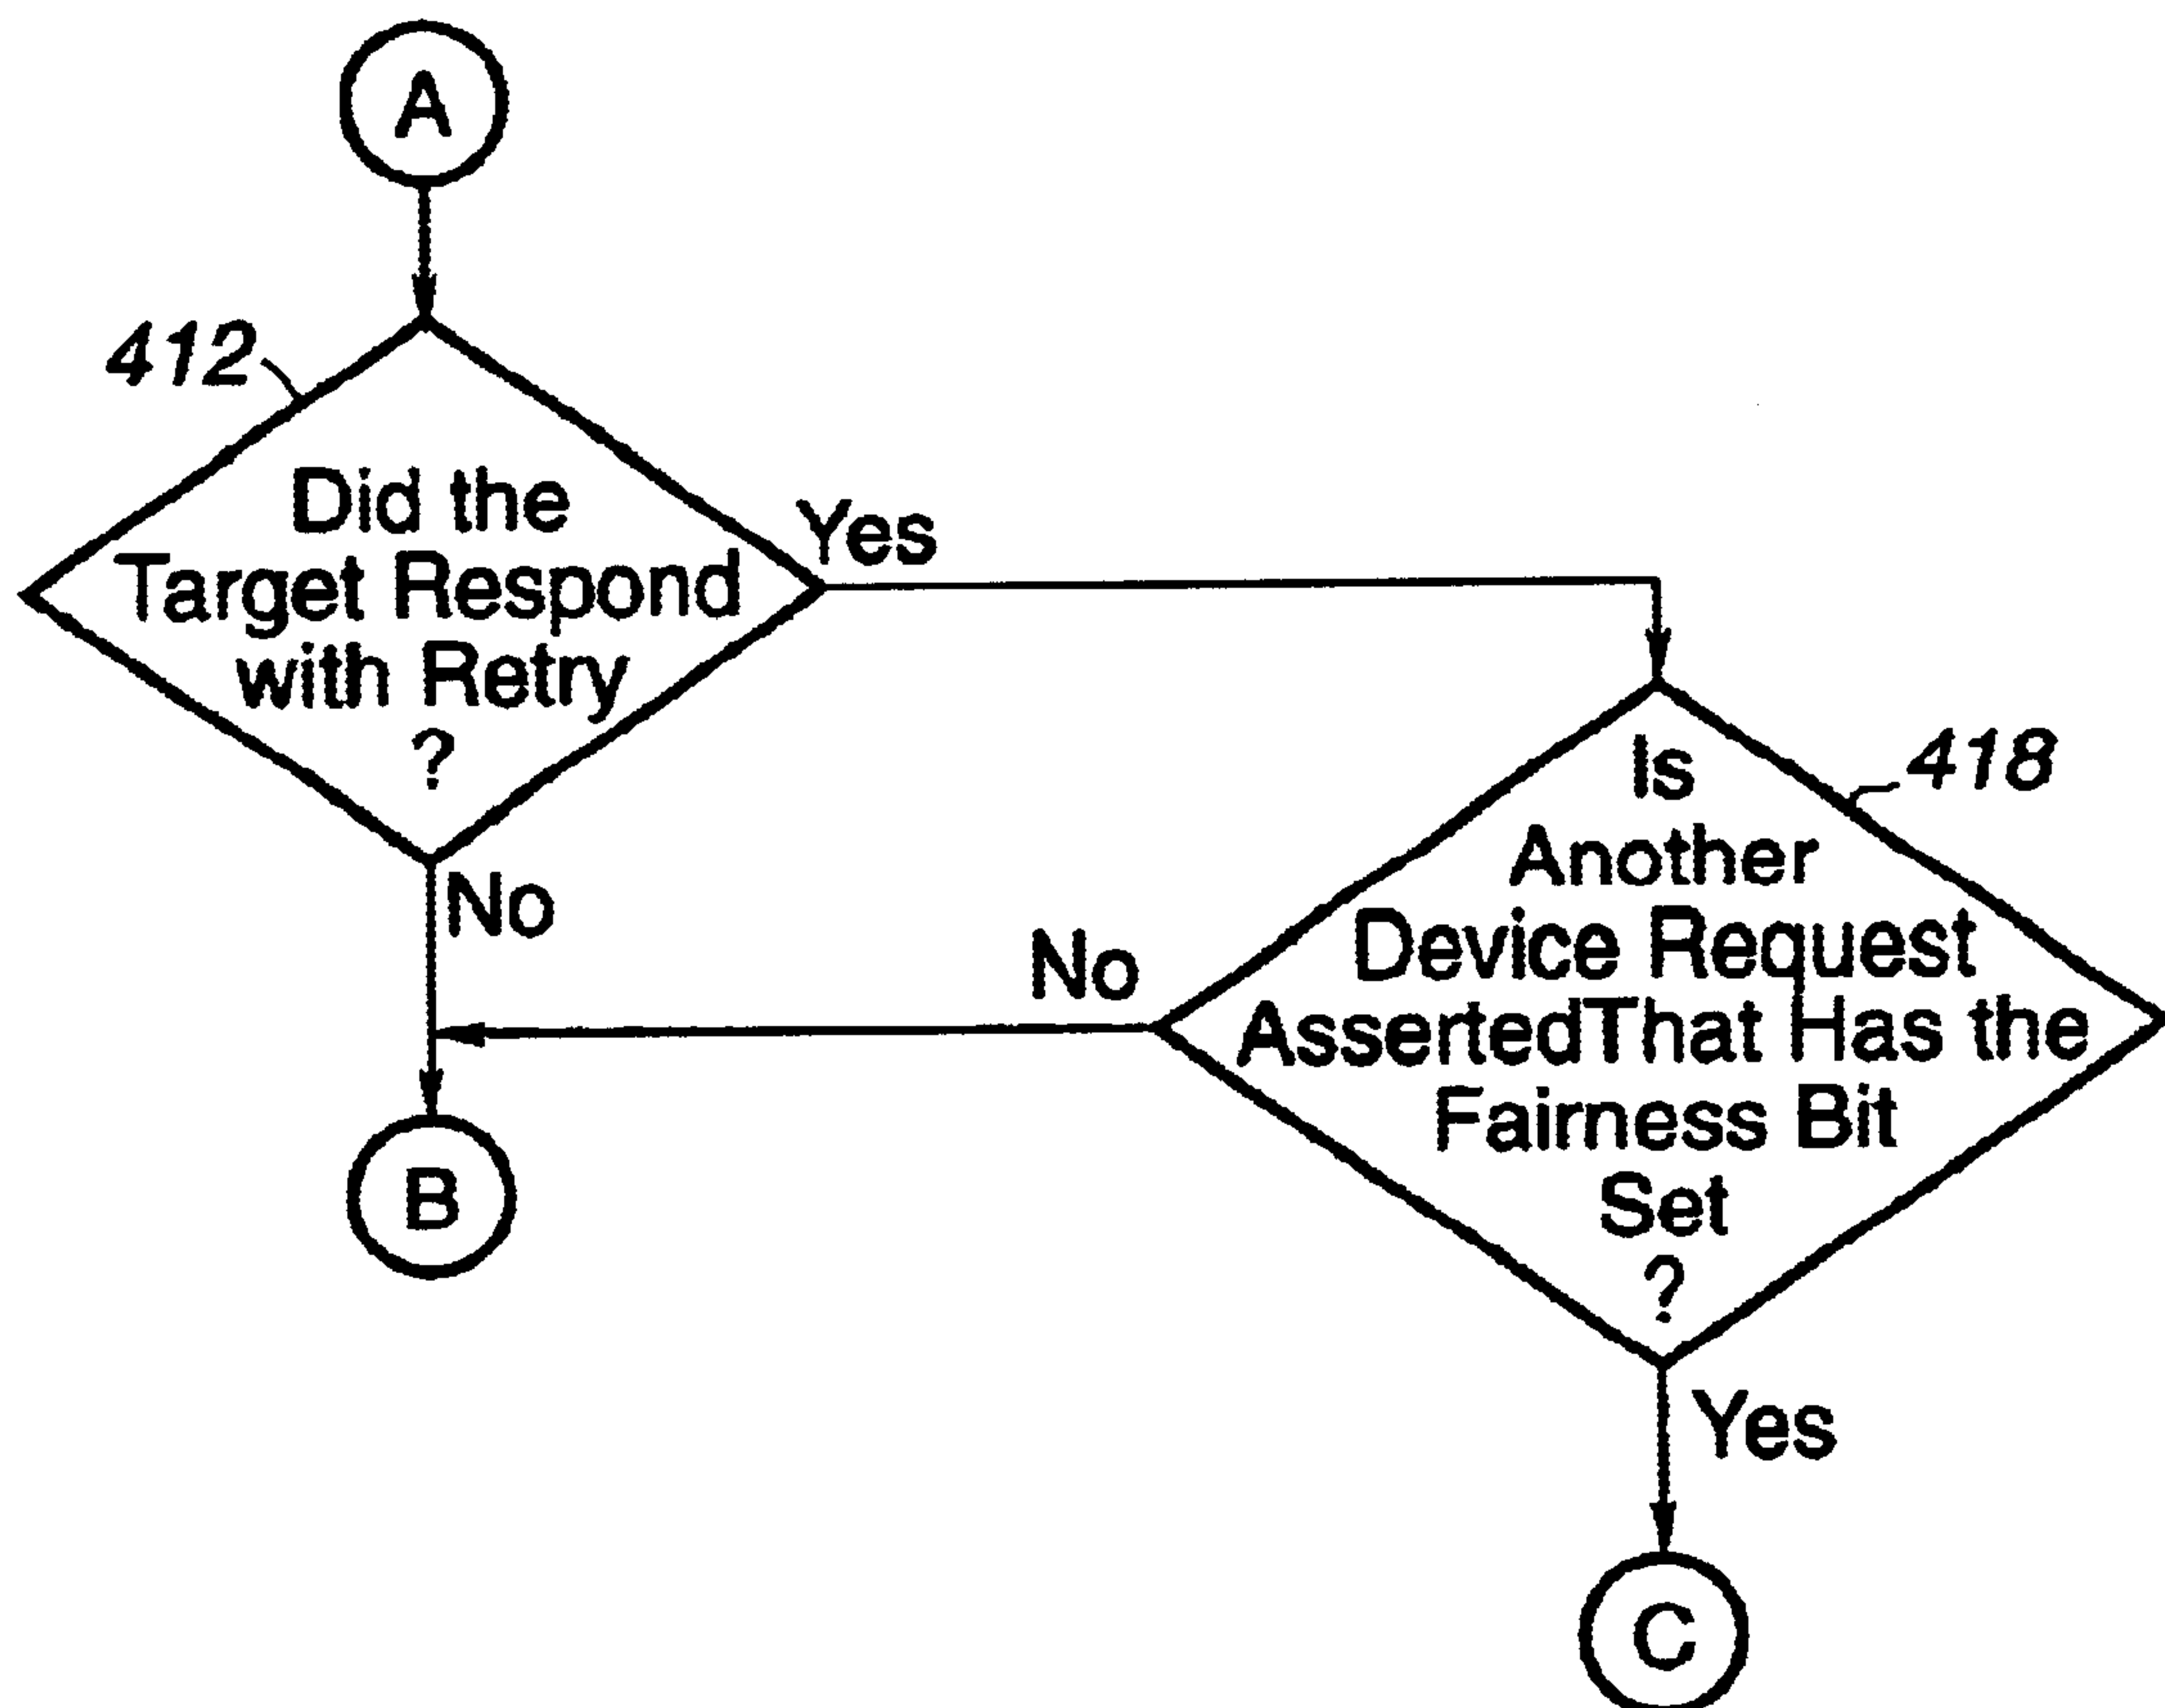 A
412
Did the
Target Respond
with Retry
?
Yes
No
Is
Another
Device Request
AssertedThat Has the
Fairness Bit
Set
?
418
No
Yes
B
C